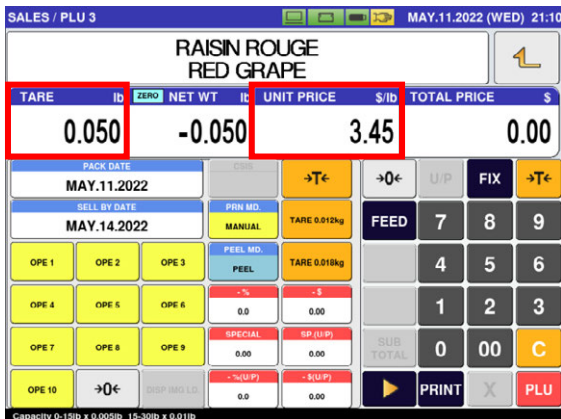 SALES / PLU 3
MAY.11.2022 (WED) 21:10
RAISIN ROUGE
RED GRAPE
TARE lb
ZERO NET WT lb
UNIT PRICE $/lb
TOTAL PRICE $
0.050
-0.050
3.45
0.00
PACK DATE
MAY.11.2022
SELL BY DATE
MAY.14.2022
→T←
→0←
U/P
FIX
→T←
PRN MD.
MANUAL
TARE 0.012kg
FEED
7
8
9
OPE 1
OPE 2
OPE 3
PEEL MD.
PEEL
TARE 0.018kg
4
5
6
OPE 4
OPE 5
OPE 6
- %
0.0
- $
0.00
1
2
3
OPE 7
OPE 8
OPE 9
SPECIAL
0.00
SP.(U/P)
0.00
SUB
TOTAL
0
00
C
OPE 10
→0←
- %(U/P)
0.0
- $(U/P)
0.00
PRINT
X
PLU
Capacity 0-15lb x 0.005lb 15-30lb x 0.01lb